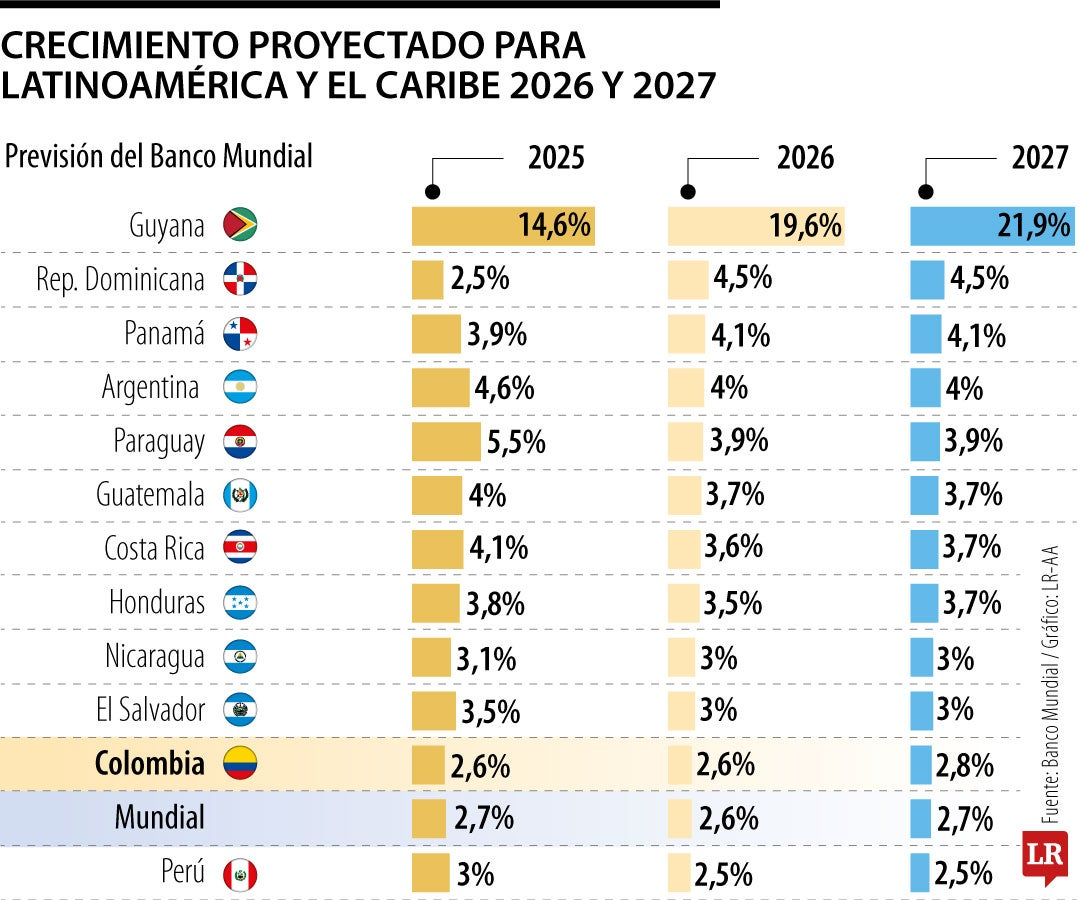 CRECIMIENTO PROYECTADO PARA
LATINOAMÉRICA Y EL CARIBE 2026 Y 2027
Previsión del Banco Mundial 2025 2026 2027
Guyana 14,6% 19,6% 21,9%
Rep. Dominicana 2,5% 4,5% 4,5%
Panamá 3,9% 4,1% 4,1%
Argentina 4,6% 4% 4%
Paraguay 5,5% 3,9% 3,9%
Guatemala 4% 3,7% 3,7%
Costa Rica 4,1% 3,6% 3,7%
Honduras 3,8% 3,5% 3,7%
Nicaragua 3,1% 3% 3%
El Salvador 3,5% 3% 3%
Colombia 2,6% 2,6% 2,8%
Mundial 2,7% 2,6% 2,7%
Perú 3% 2,5% 2,5%
Fuente: Banco Mundial / Gráfico: LR-AA
LR